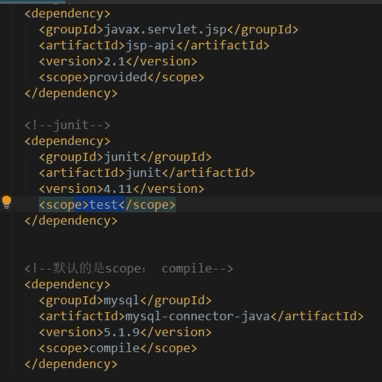 <dependency>
<groupId>javax.servlet.jsp</groupId>
<artifactId>jsp-api</artifactId>
<version>2.1</version>
<scope>provided</scope>
</dependency>
<!--junit-->
<dependency>
<groupId>junit</groupId>
<artifactId>junit</artifactId>
<version>4.11</version>
<scope>test</scope>
</dependency>
<!--默认的是scope： compile-->
<dependency>
<groupId>mysql</groupId>
<artifactId>mysql-connector-java</artifactId>
<version>5.1.9</version>
<scope>compile</scope>
</dependency>